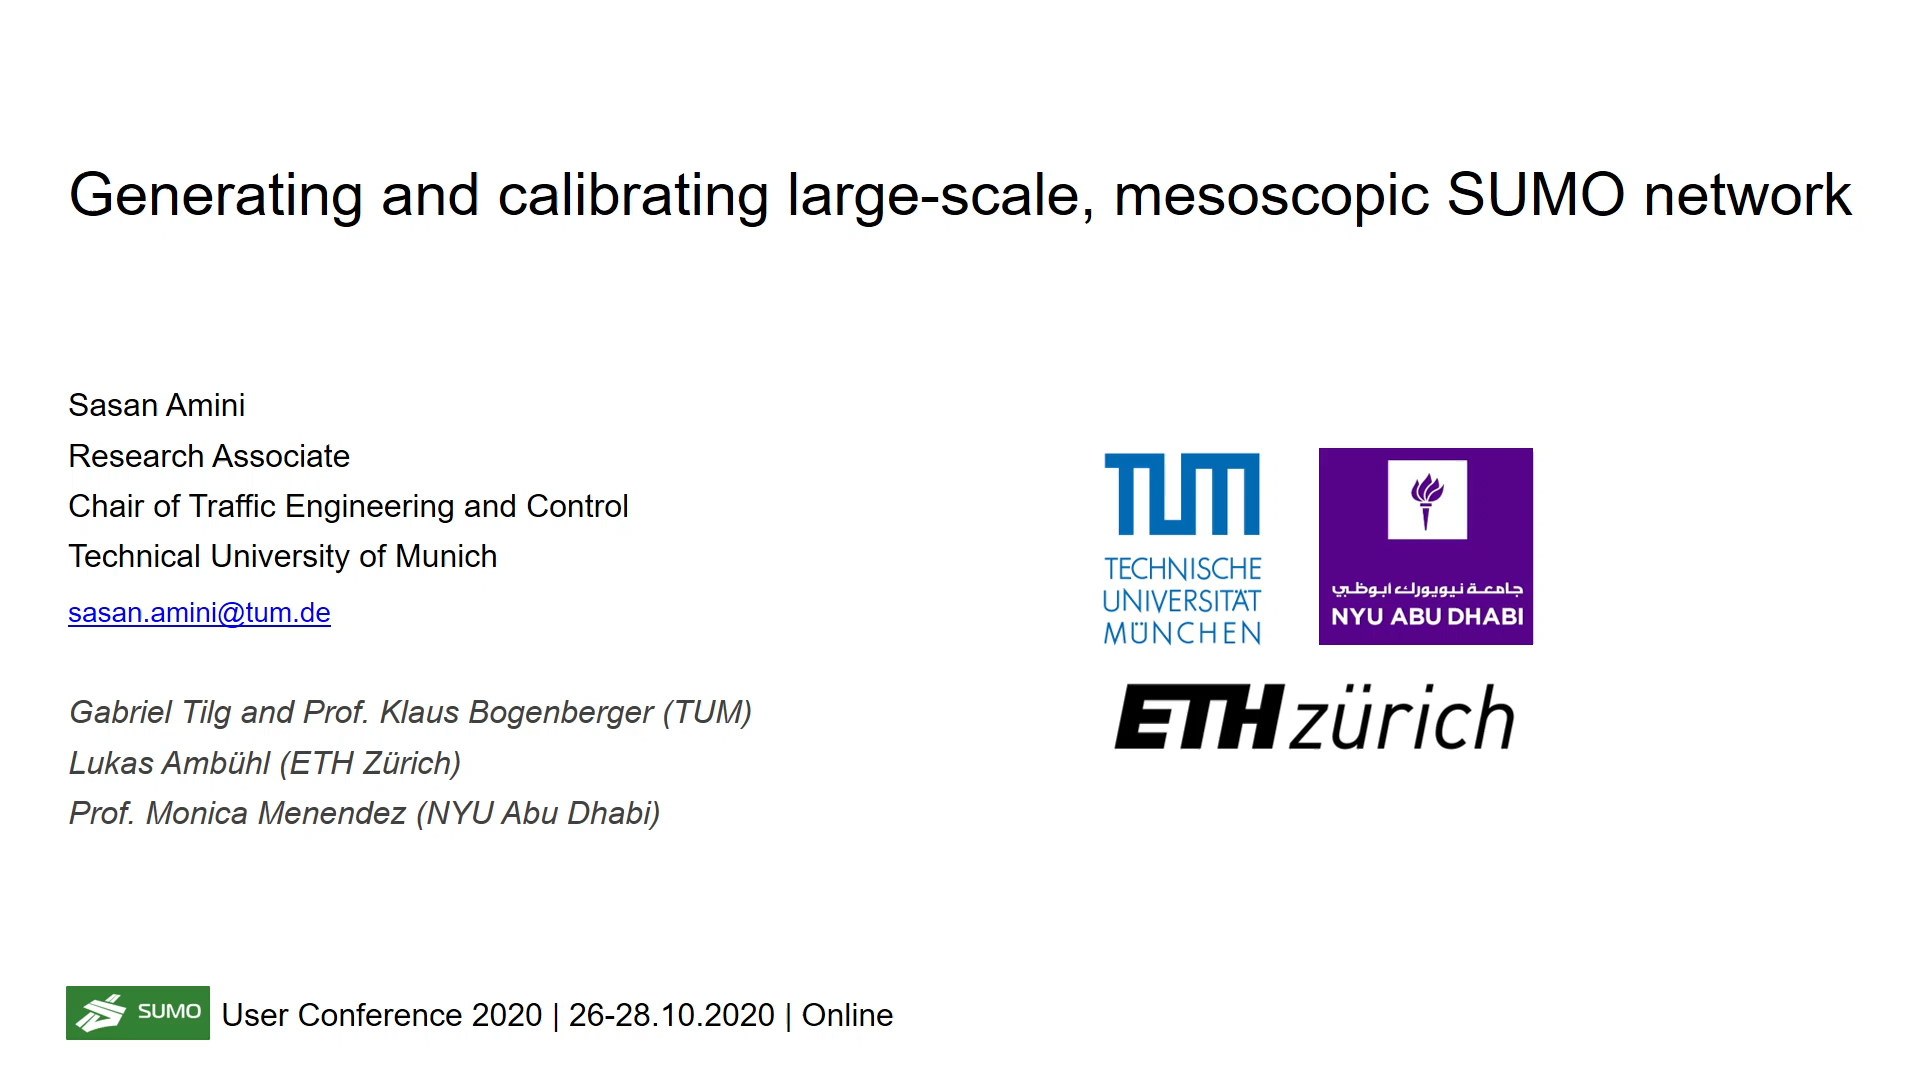 Generating and calibrating large-scale, mesoscopic SUMO network
Sasan Amini
Research Associate
Chair of Traffic Engineering and Control
Technical University of Munich
sasan.amini@tum.de
Gabriel Tilg and Prof. Klaus Bogenberger (TUM)
Lukas Ambühl (ETH Zürich)
Prof. Monica Menendez (NYU Abu Dhabi)
TUM
TECHNISCHE
UNIVERSITÄT
MÜNCHEN
جامعة نيويورك أبوظبي
NYU ABU DHABI
ETH zürich
SUMO User Conference 2020 | 26-28.10.2020 | Online